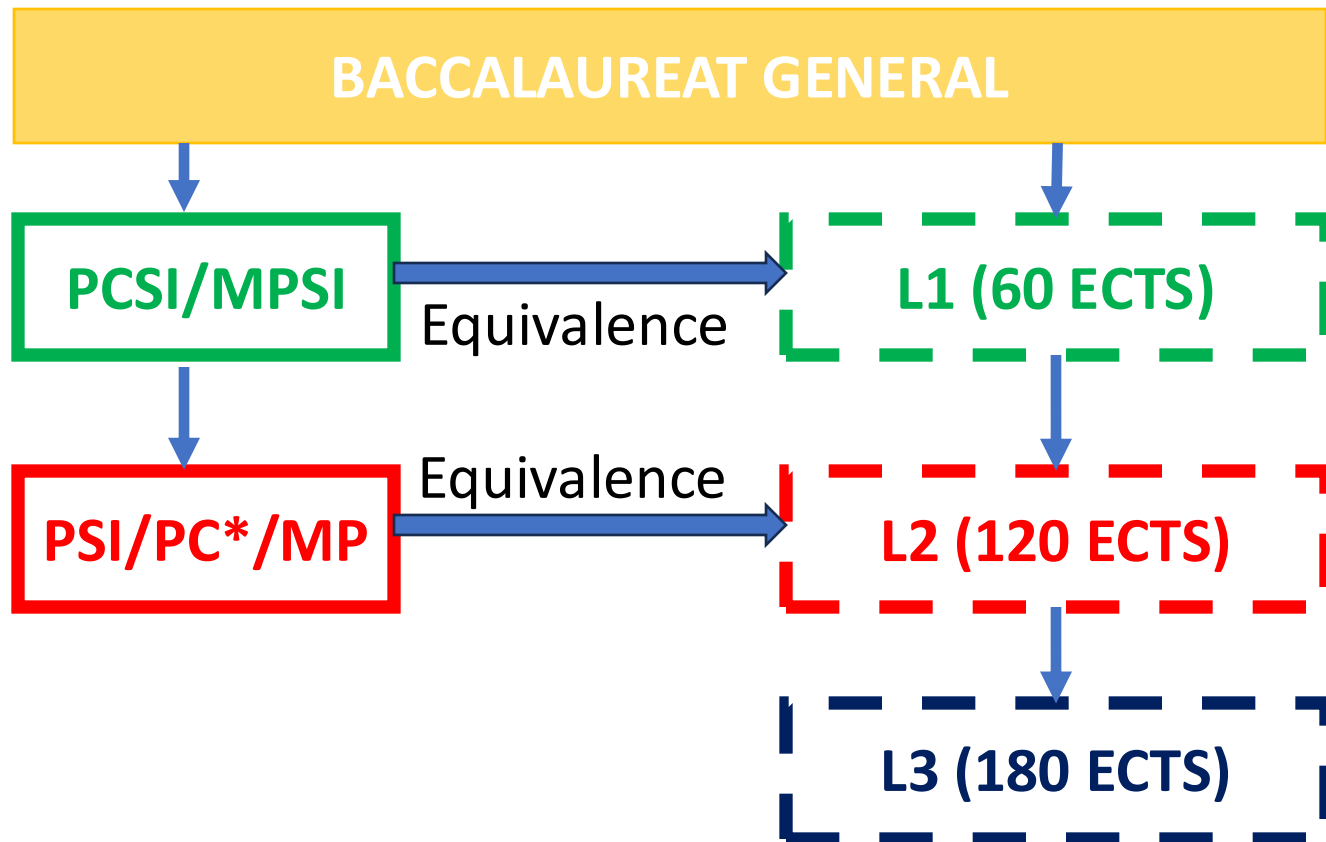 BACCALAUREAT GENERAL
PCSI/MPSI
Equivalence
L1 (60 ECTS)
PSI/PC*/MP
Equivalence
L2 (120 ECTS)
L3 (180 ECTS)